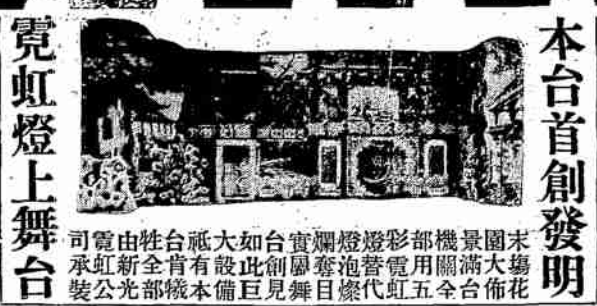 本台首創發明
末塲花
園大佈
景滿台
機關全
部用五
彩霓虹
燈替代
燈泡燦
爛奪目
實屬舞
台創見
如此巨
大設備
祗有本
台肯犧
牲全部
由新光
霓虹公
司承裝
霓虹燈上舞台